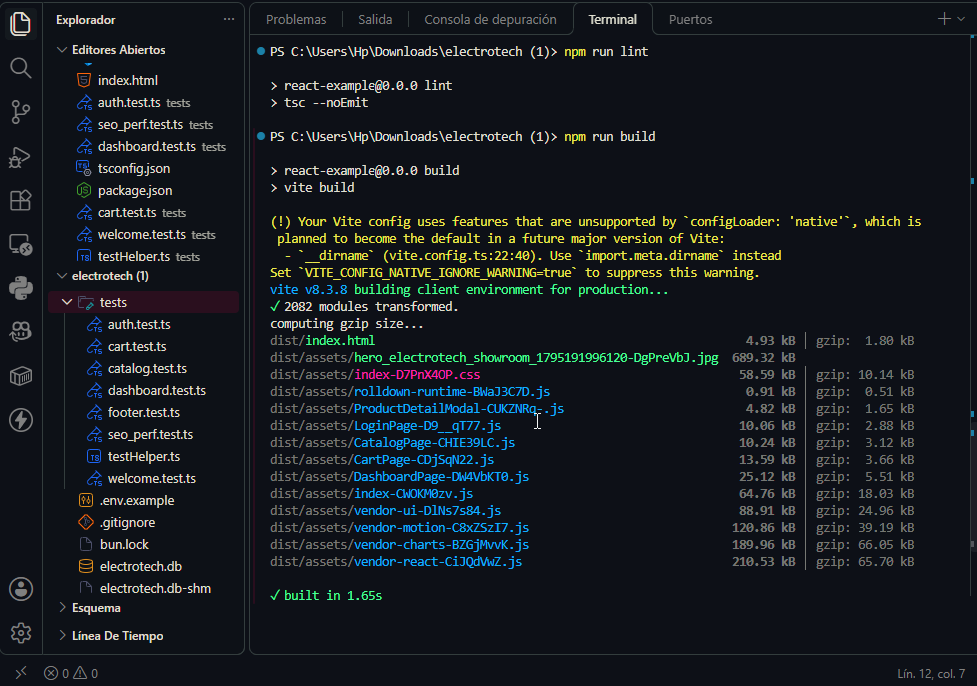 Explorador
Editores Abiertos
index.html
auth.test.ts tests
seo_perf.test.ts tests
dashboard.test.ts tests
tsconfig.json
package.json
cart.test.ts tests
welcome.test.ts tests
testHelper.ts tests
electrotech (1)
tests
auth.test.ts
cart.test.ts
catalog.test.ts
dashboard.test.ts
footer.test.ts
seo_perf.test.ts
testHelper.ts
welcome.test.ts
.env.example
.gitignore
bun.lock
electrotech.db
electrotech.db-shm
Esquema
Línea De Tiempo
Problemas Salida Consola de depuración Terminal Puertos
PS C:\Users\Hp\Downloads\electrotech (1)> npm run lint
> react-example@0.0.0 lint
> tsc --noEmit
PS C:\Users\Hp\Downloads\electrotech (1)> npm run build
> react-example@0.0.0 build
> vite build
(!) Your Vite config uses features that are unsupported by `configLoader: 'native'`, which is
planned to become the default in a future major version of Vite:
- `__dirname` (vite.config.ts:22:40). Use `import.meta.dirname` instead
Set `VITE_CONFIG_NATIVE_IGNORE_WARNING=true` to suppress this warning.
vite v8.3.8 building client environment for production...
✓ 2082 modules transformed.
computing gzip size...
dist/index.html 4.93 kB │ gzip: 1.80 kB
dist/assets/hero_electrotech_showroom_1795191996120-DgPreVbJ.jpg 689.32 kB
dist/assets/index-D7PnX4OP.css 58.59 kB │ gzip: 10.14 kB
dist/assets/rolldown-runtime-BWaJ3C7D.js 0.91 kB │ gzip: 0.51 kB
dist/assets/ProductDetailModal-CUKZNRq-.js 4.82 kB │ gzip: 1.65 kB
dist/assets/LoginPage-D9__qT77.js 10.06 kB │ gzip: 2.88 kB
dist/assets/CatalogPage-CHIE39LC.js 10.24 kB │ gzip: 3.12 kB
dist/assets/CartPage-CDjSqN22.js 13.59 kB │ gzip: 3.66 kB
dist/assets/DashboardPage-DW4VbKT0.js 25.12 kB │ gzip: 5.51 kB
dist/assets/index-CWOKM0zv.js 64.76 kB │ gzip: 18.03 kB
dist/assets/vendor-ui-DlNs7s84.js 88.91 kB │ gzip: 24.96 kB
dist/assets/vendor-motion-C8xZSzI7.js 120.86 kB │ gzip: 39.19 kB
dist/assets/vendor-charts-BZGjMvvK.js 189.96 kB │ gzip: 66.05 kB
dist/assets/vendor-react-CiJQdVwZ.js 210.53 kB │ gzip: 65.70 kB
✓ built in 1.65s
0 0
Lín. 12, col. 7